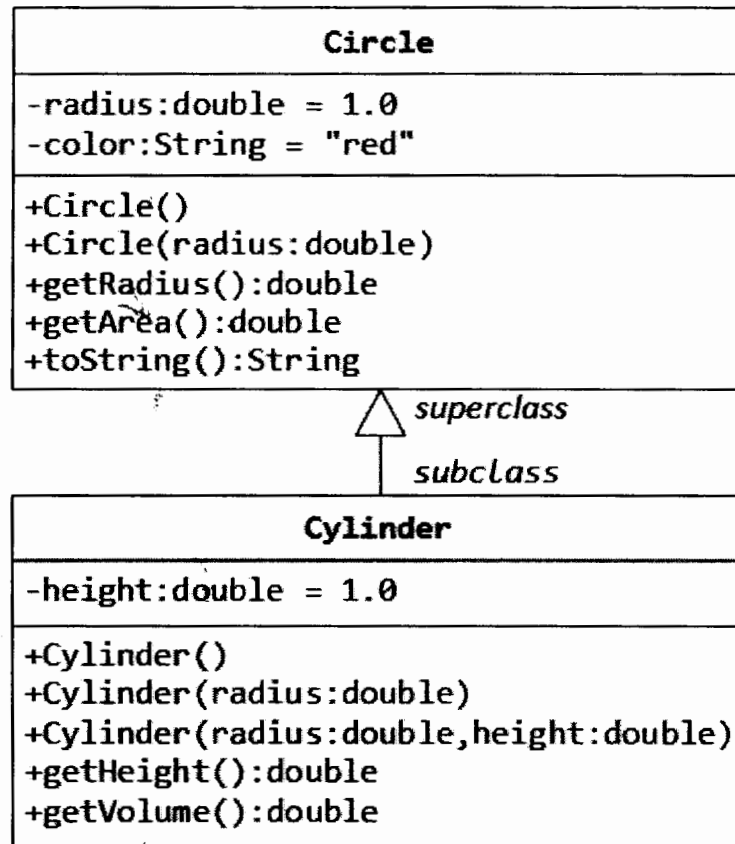 Circle
-radius:double = 1.0
-color:String = "red"
+Circle()
+Circle(radius:double)
+getRadius():double
+getArea():double
+toString():String
superclass
subclass
Cylinder
-height:double = 1.0
+Cylinder()
+Cylinder(radius:double)
+Cylinder(radius:double,height:double)
+getHeight():double
+getVolume():double